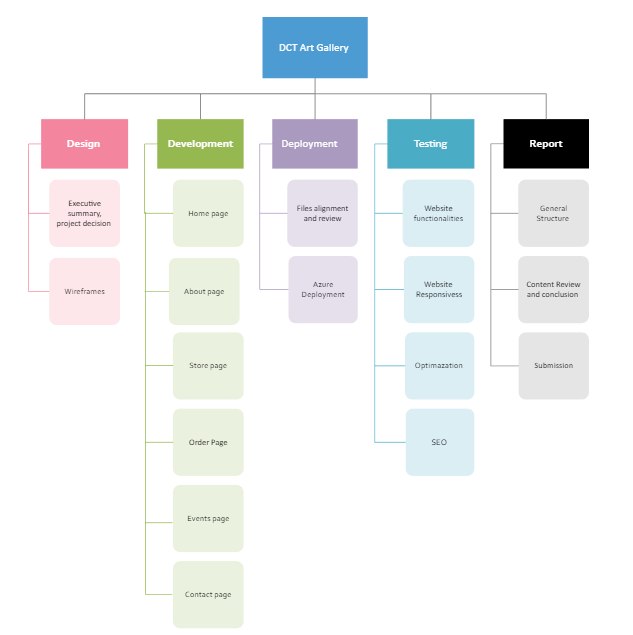 DCT Art Gallery
Design
Development
Deployment
Testing
Report
Executive
summary,
project decision
Wireframes
Home page
About page
Store page
Order Page
Events page
Contact page
Files alignment
and review
Azure
Deployment
Website
functionalities
Website
Responsivess
Optimazation
SEO
General
Structure
Content Review
and conclusion
Submission